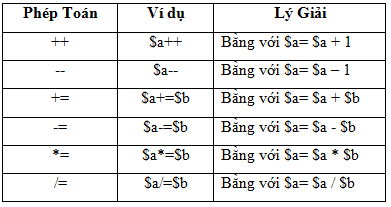 Phép Toán Ví dụ Lý Giải
++ $a++ Bằng với $a= $a + 1
-- $a-- Bằng với $a= $a – 1
+= $a+=$b Bằng với $a= $a + $b
-= $a-=$b Bằng với $a= $a - $b
*= $a*=$b Bằng với $a= $a * $b
/= $a/=$b Bằng với $a= $a / $b